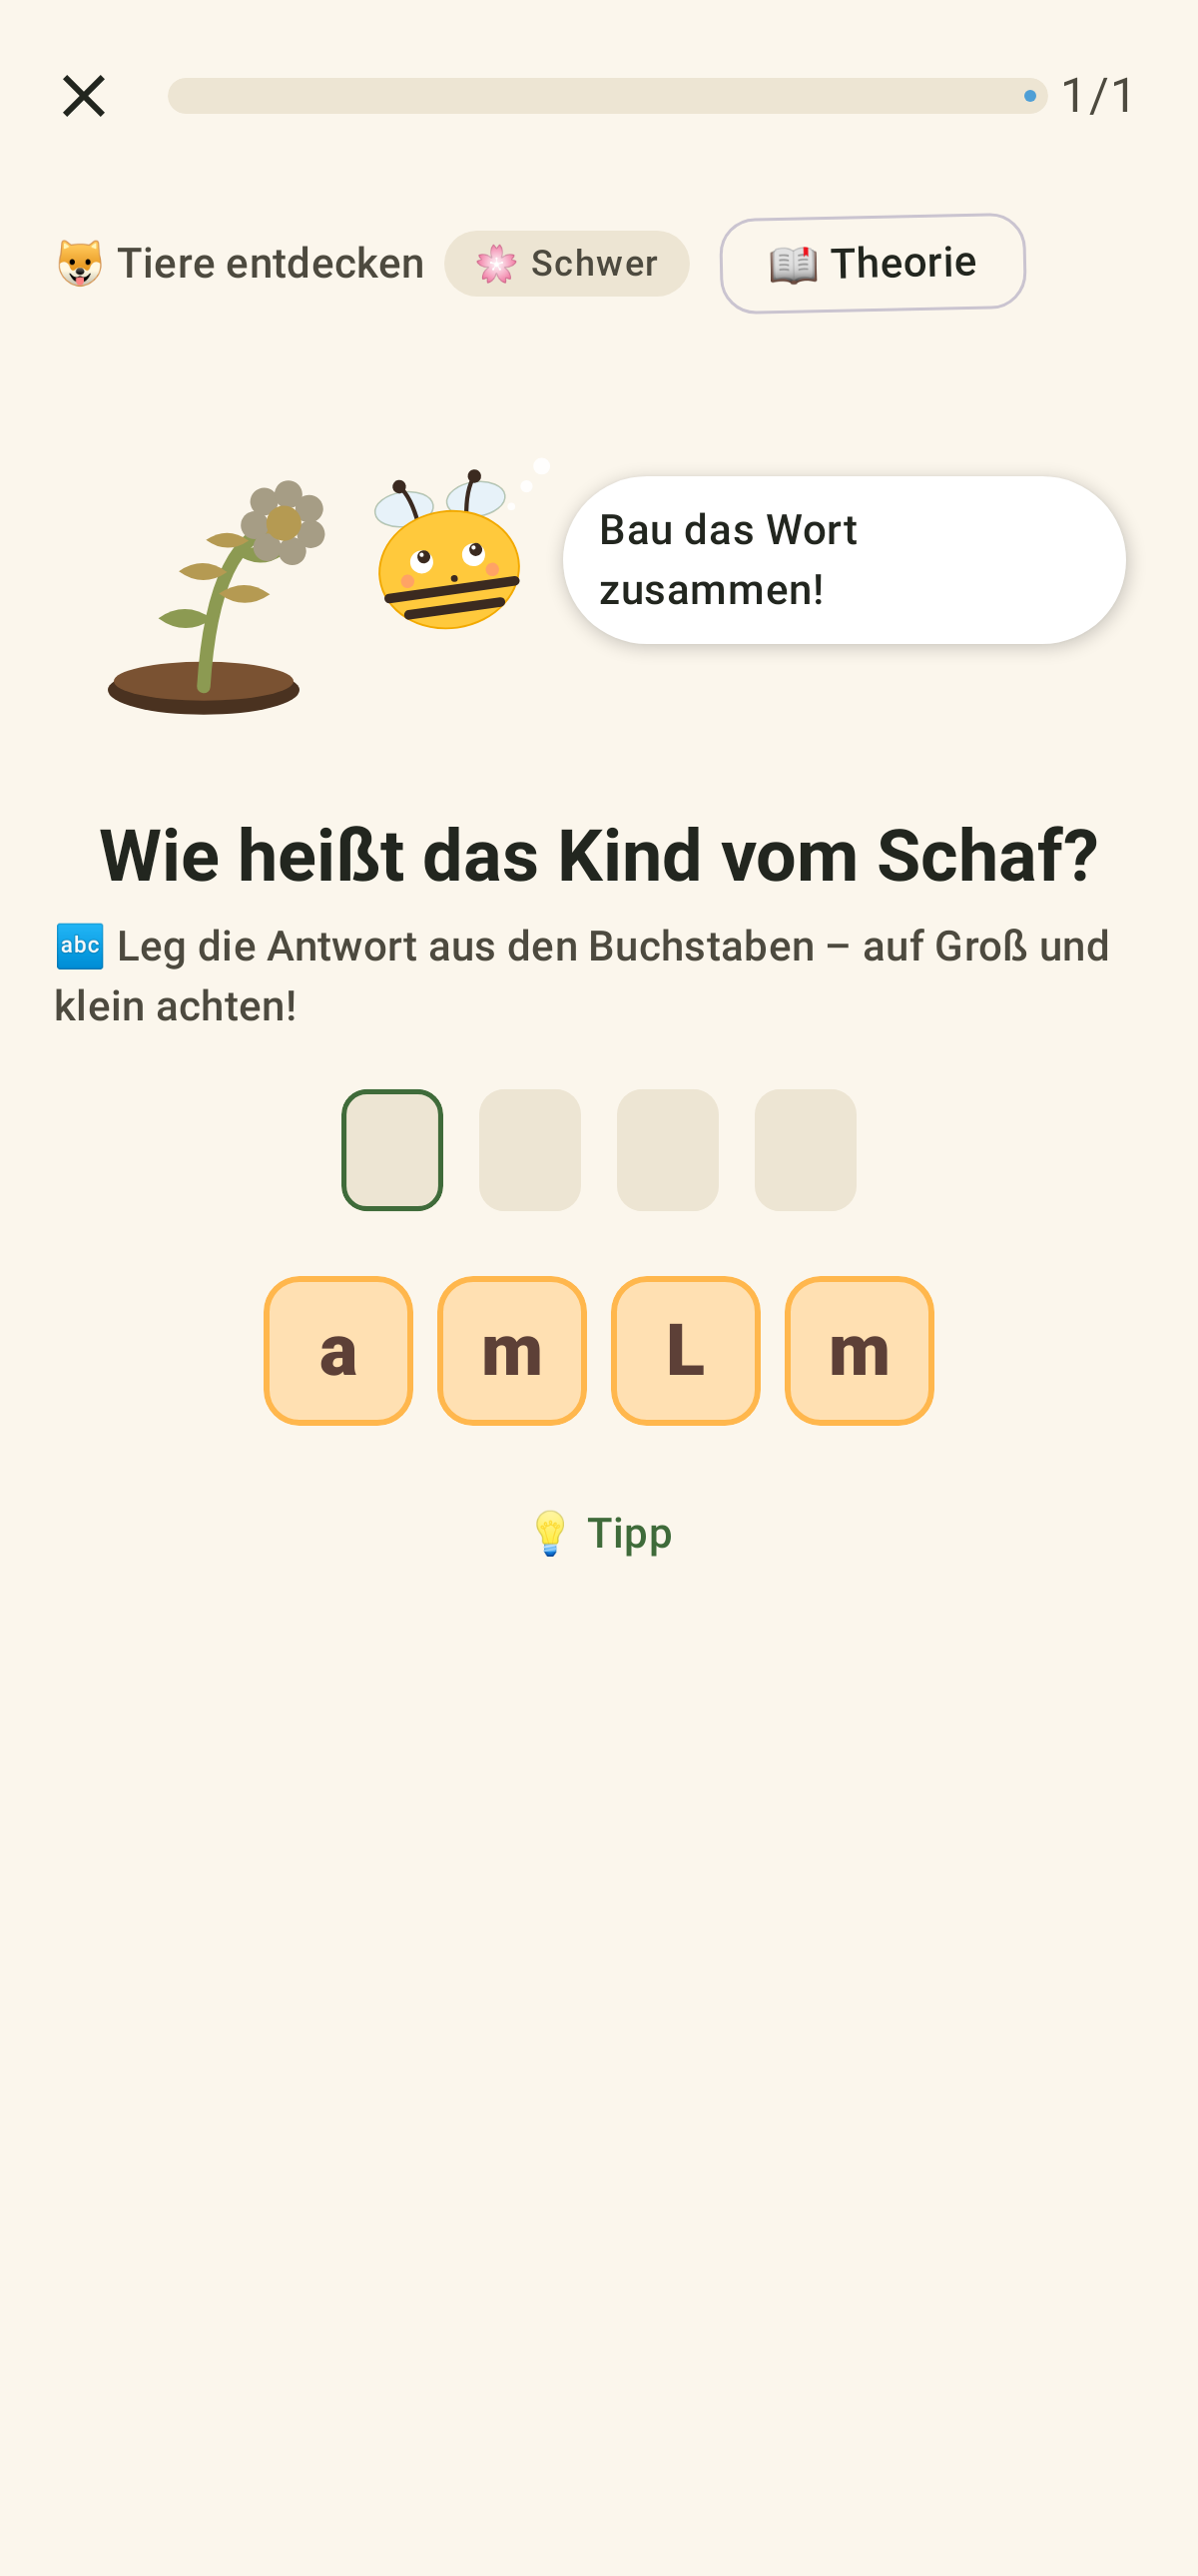 1/1
Tiere entdecken Schwer Theorie
Bau das Wort
zusammen!
Wie heißt das Kind vom Schaf?
abc Leg die Antwort aus den Buchstaben – auf Groß und
klein achten!
a m L m
Tipp